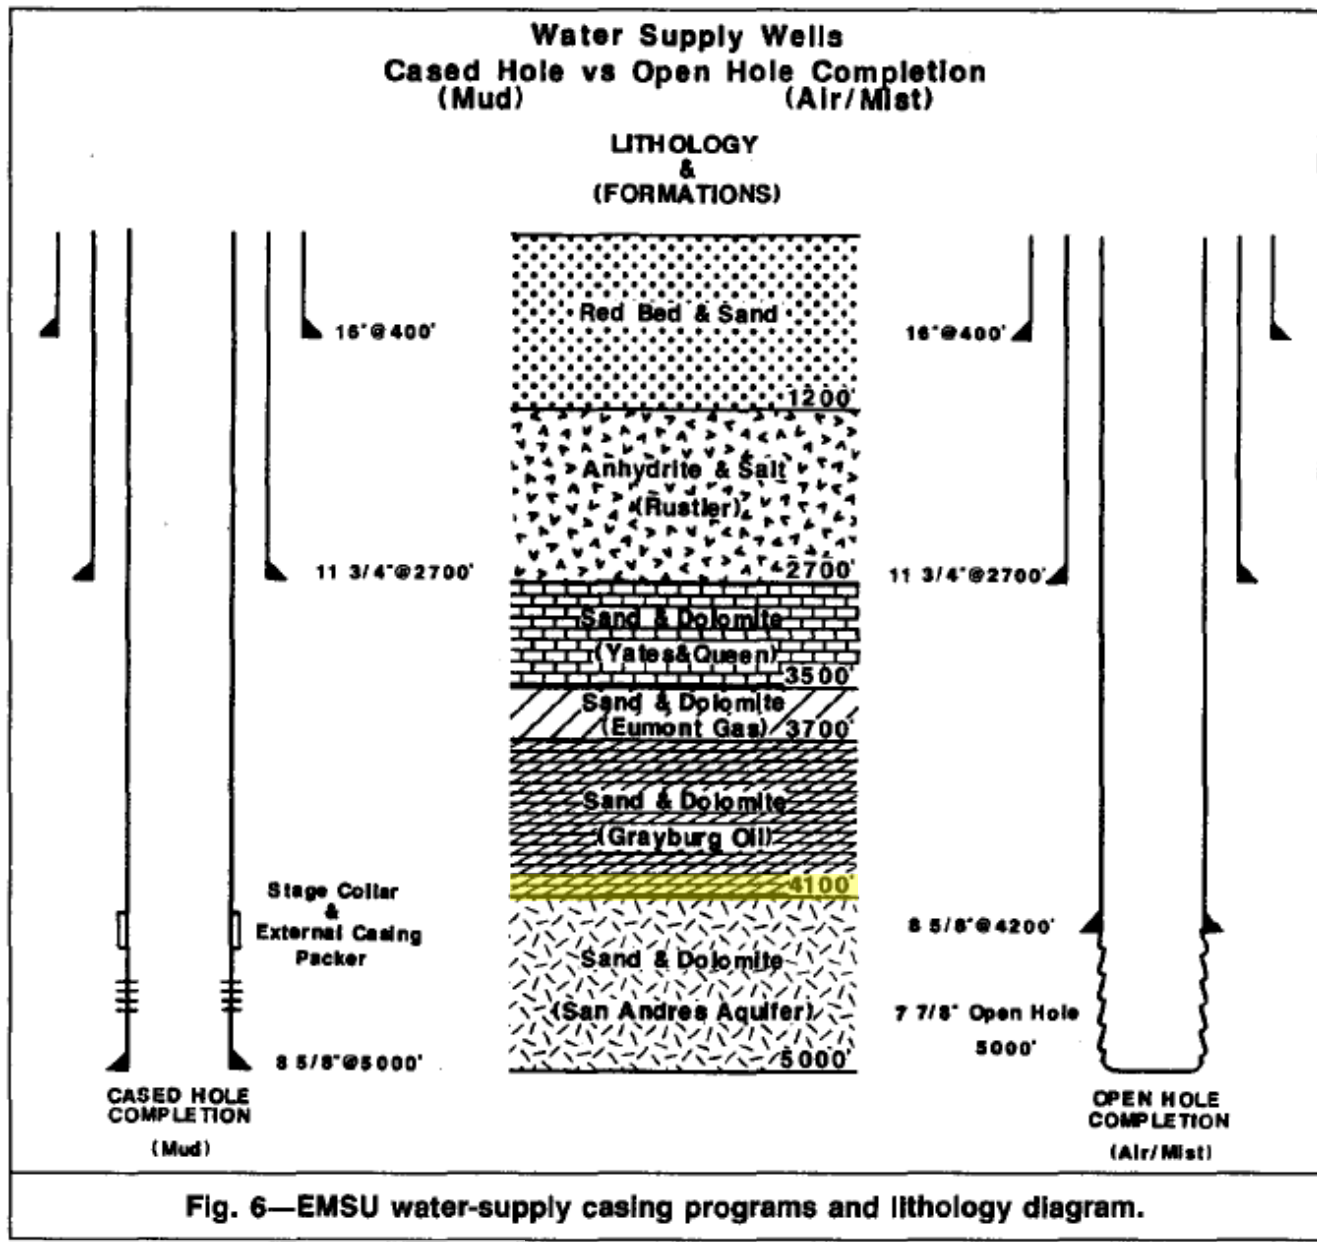 Water Supply Wells
Cased Hole vs Open Hole Completion
(Mud) (Air/Mist)
LITHOLOGY
&
(FORMATIONS)
Red Bed & Sand
16"@400' 16"@400'
1200'
Anhydrite & Salt
(Rustler)
2700'
11 3/4"@2700' 11 3/4"@2700'
Sand & Dolomite
(Yates&Queen)
3500'
Sand & Dolomite
(Eumont Gas) 3700'
Sand & Dolomite
(Grayburg Oil)
4100'
Stage Collar
&
External Casing
Packer
8 5/8"@4200'
Sand & Dolomite
(San Andres Aquifer)
7 7/8" Open Hole
5000'
5000'
8 5/8"@5000'
CASED HOLE
COMPLETION
(Mud)
OPEN HOLE
COMPLETION
(Air/Mist)
Fig. 6—EMSU water-supply casing programs and lithology diagram.